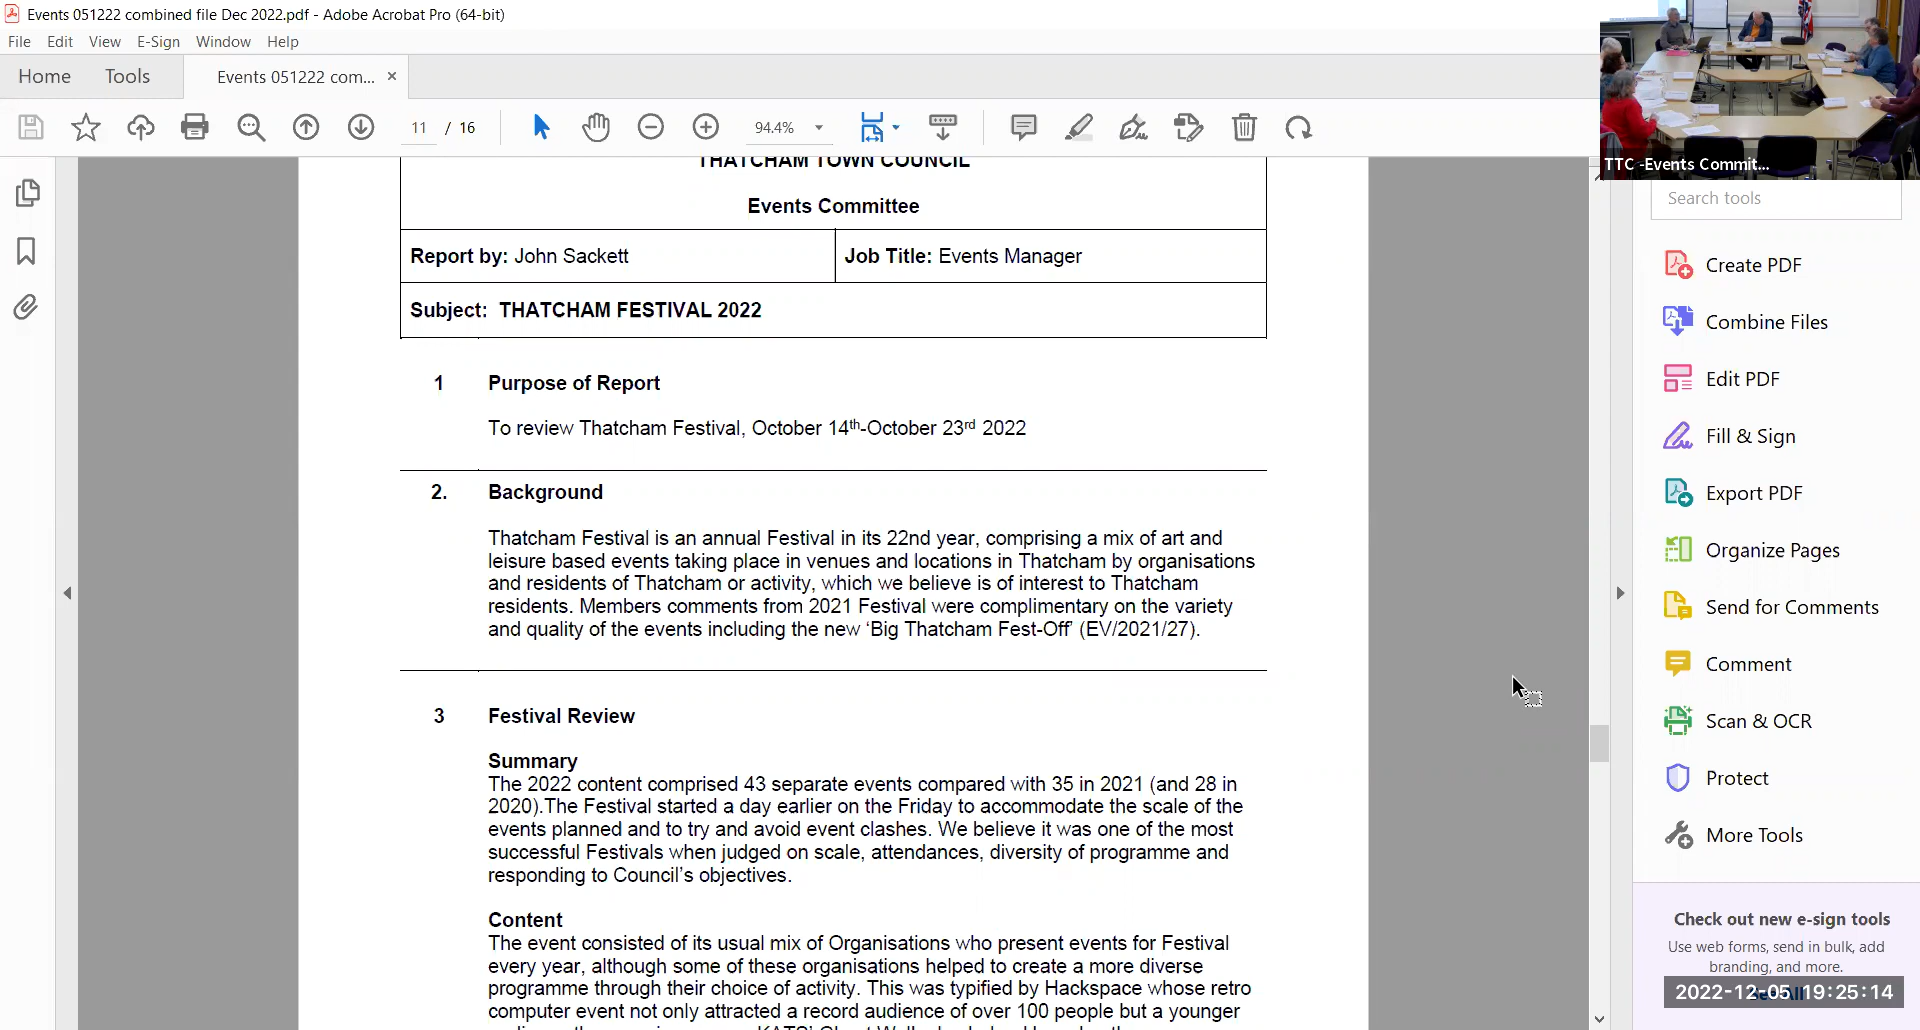 Events 051222 combined file Dec 2022.pdf - Adobe Acrobat Pro (64-bit)
File Edit View E-Sign Window Help
Home Tools Events 051222 com... ×
11 / 16 94.4%
TTC -Events Commit...
Search tools
Create PDF
Combine Files
Edit PDF
Fill & Sign
Export PDF
Organize Pages
Send for Comments
Comment
Scan & OCR
Protect
More Tools
Check out new e-sign tools
Use web forms, send in bulk, add
branding, and more.
2022-12-05 19:25:14
THATCHAM TOWN COUNCIL
Events Committee
Report by: John Sackett Job Title: Events Manager
Subject: THATCHAM FESTIVAL 2022
1 Purpose of Report
To review Thatcham Festival, October 14th-October 23rd 2022
2. Background
Thatcham Festival is an annual Festival in its 22nd year, comprising a mix of art and
leisure based events taking place in venues and locations in Thatcham by organisations
and residents of Thatcham or activity, which we believe is of interest to Thatcham
residents. Members comments from 2021 Festival were complimentary on the variety
and quality of the events including the new ‘Big Thatcham Fest-Off’ (EV/2021/27).
3 Festival Review
Summary
The 2022 content comprised 43 separate events compared with 35 in 2021 (and 28 in
2020).The Festival started a day earlier on the Friday to accommodate the scale of the
events planned and to try and avoid event clashes. We believe it was one of the most
successful Festivals when judged on scale, attendances, diversity of programme and
responding to Council’s objectives.
Content
The event consisted of its usual mix of Organisations who present events for Festival
every year, although some of these organisations helped to create a more diverse
programme through their choice of activity. This was typified by Hackspace whose retro
computer event not only attracted a record audience of over 100 people but a younger